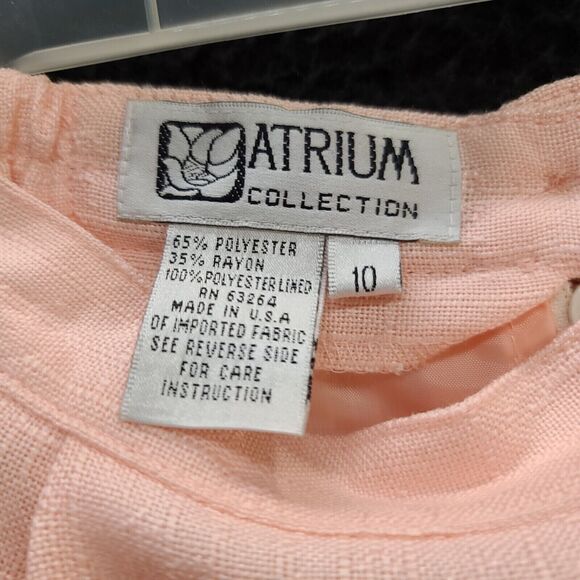 ATRIUM
COLLECTION
65% POLYESTER
35% RAYON
100% POLYESTER LINED
RN 63264
MADE IN U.S.A
OF IMPORTED FABRIC
SEE REVERSE SIDE
FOR CARE
INSTRUCTION
10